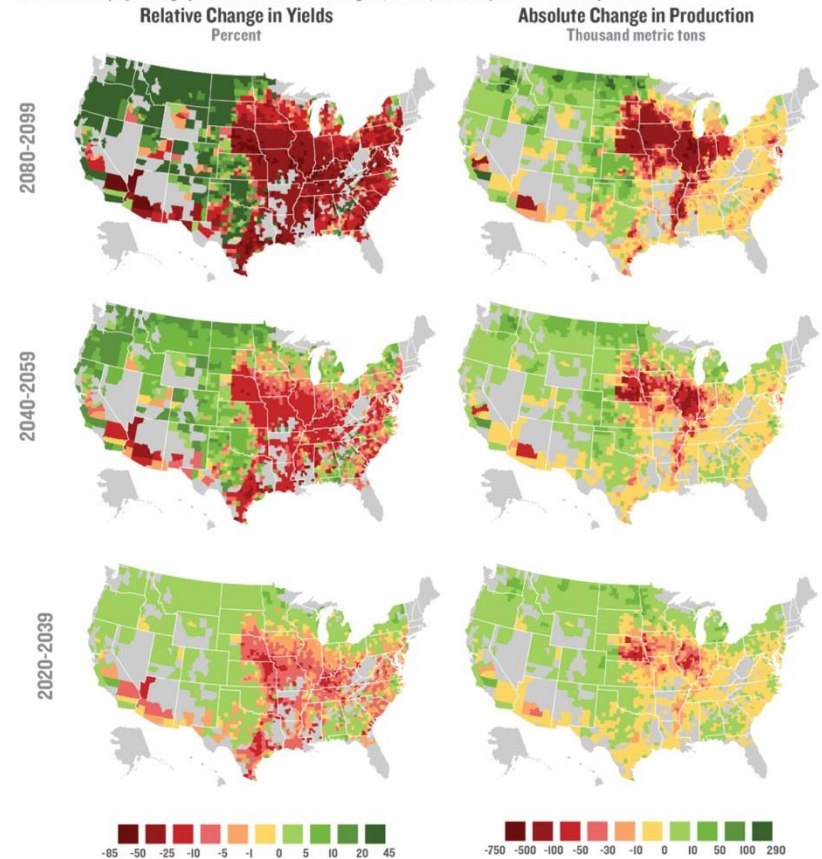 Relative Change in Yields
Percent
Absolute Change in Production
Thousand metric tons
2080-2099
2040-2059
2020-2039
-85 -50 -25 -10 -5 -1 0 5 10 20 45
-750 -500 -100 -50 -30 -10 0 10 50 100 290